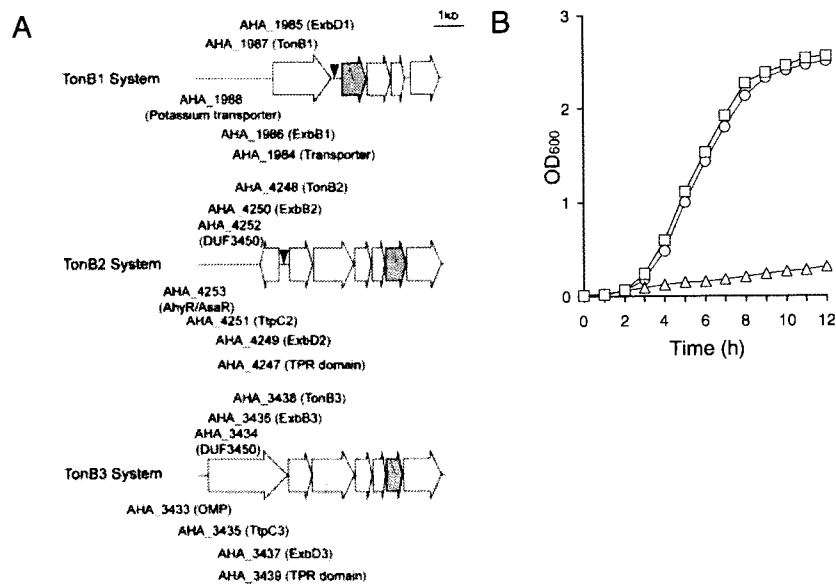 A
AHA_1985 (ExbD1)
AHA_1987 (TonB1)
1kb
TonB1 System
AHA_1988
(Potassium transporter)
AHA_1986 (ExbB1)
AHA_1984 (Transporter)
AHA_4248 (TonB2)
AHA_4250 (ExbB2)
AHA_4252
(DUF3450)
TonB2 System
AHA_4253
(AhyR/AsaR)
AHA_4251 (TtpC2)
AHA_4249 (ExbD2)
AHA_4247 (TPR domain)
AHA_3438 (TonB3)
AHA_3436 (ExbB3)
AHA_3434
(DUF3450)
TonB3 System
AHA_3433 (OMP)
AHA_3435 (TtpC3)
AHA_3437 (ExbD3)
AHA_3439 (TPR domain)
B
3
2
1
0
OD600
0 2 4 6 8 10 12
Time (h)